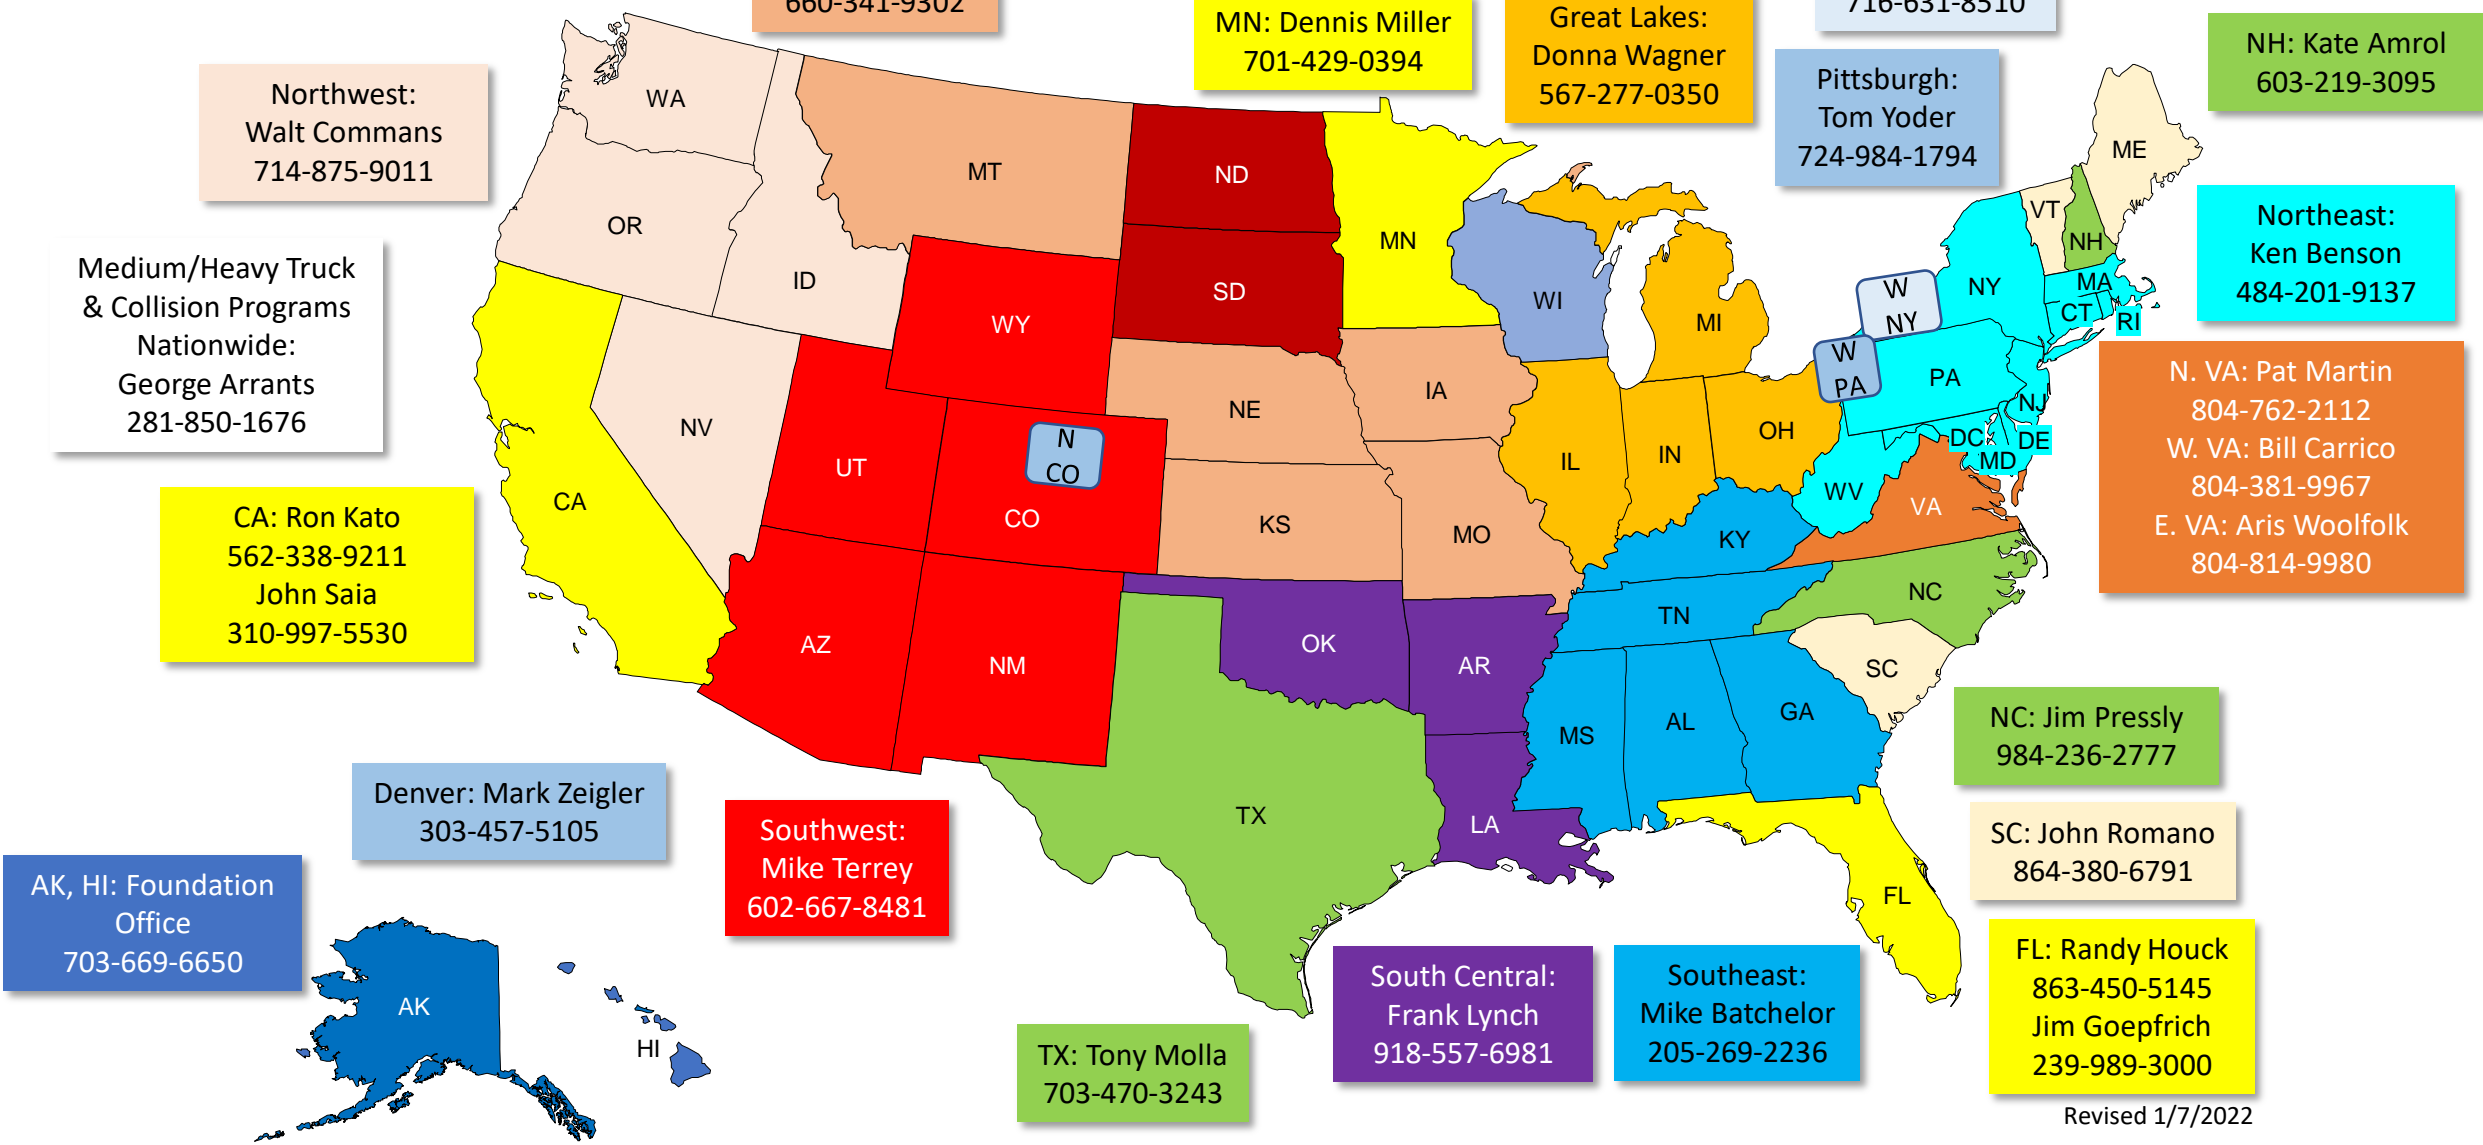 660-341-9302
MN: Dennis Miller
701-429-0394
Great Lakes:
Donna Wagner
567-277-0350
716-631-8510
Pittsburgh:
Tom Yoder
724-984-1794
NH: Kate Amrol
603-219-3095
Northwest:
Walt Commans
714-875-9011
Northeast:
Ken Benson
484-201-9137
Medium/Heavy Truck
& Collision Programs
Nationwide:
George Arrants
281-850-1676
N. VA: Pat Martin
804-762-2112
W. VA: Bill Carrico
804-381-9967
E. VA: Aris Woolfolk
804-814-9980
CA: Ron Kato
562-338-9211
John Saia
310-997-5530
WA
OR
ID
MT
ND
SD
MN
WI
MI
WY
NV
UT
CO
N
CO
CA
NE
IA
KS
MO
IL
IN
OH
W
NY
W
PA
NY
PA
VT
NH
ME
MA
CT
RI
NJ
DC
DE
MD
WV
VA
KY
TN
NC
SC
AZ
NM
OK
AR
TX
LA
MS
AL
GA
FL
AK
HI
NC: Jim Pressly
984-236-2777
SC: John Romano
864-380-6791
Denver: Mark Zeigler
303-457-5105
Southwest:
Mike Terrey
602-667-8481
AK, HI: Foundation
Office
703-669-6650
South Central:
Frank Lynch
918-557-6981
Southeast:
Mike Batchelor
205-269-2236
FL: Randy Houck
863-450-5145
Jim Goepfrich
239-989-3000
TX: Tony Molla
703-470-3243
Revised 1/7/2022